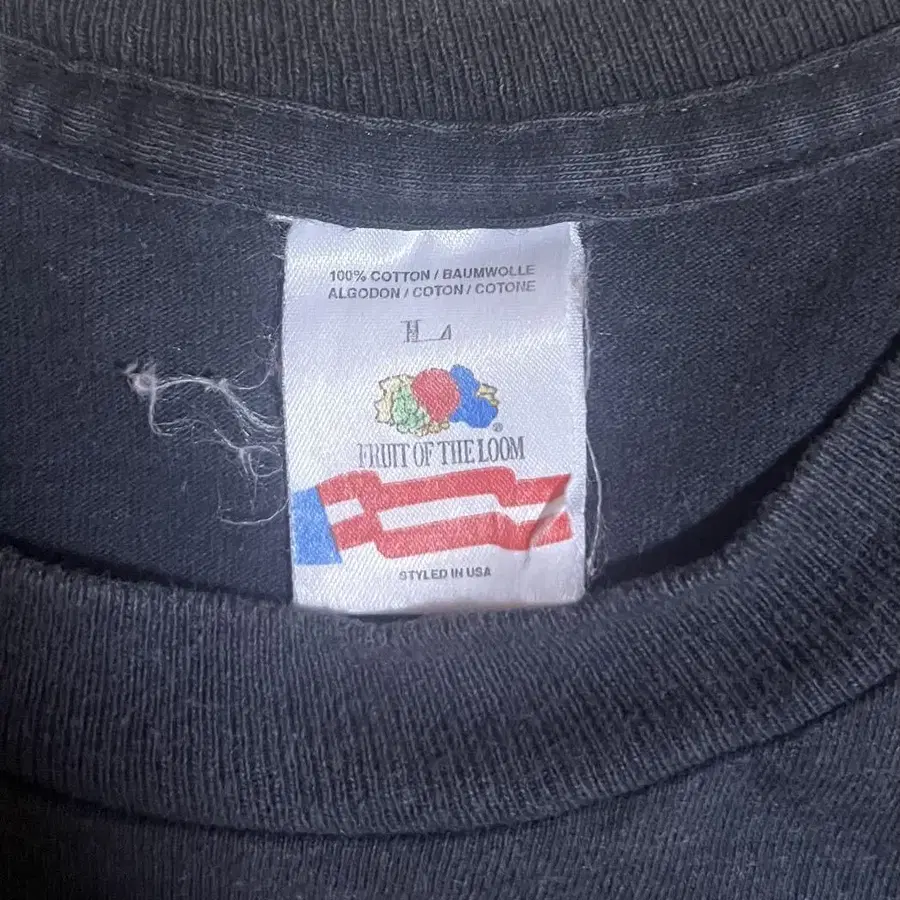 100% COTTON / BAUMWOLLE
ALGODON / COTON / COTONE
®
FRUIT OF THE LOOM
STYLED IN USA